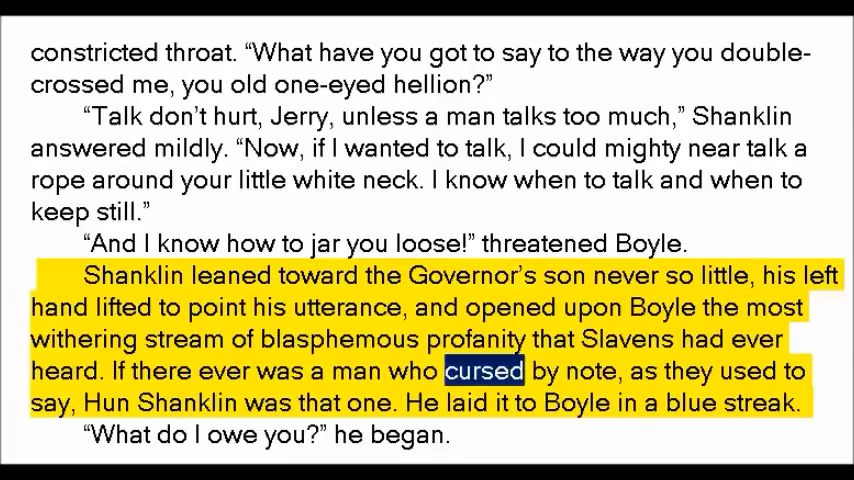 constricted throat. “What have you got to say to the way you double-
crossed me, you old one-eyed hellion?”
“Talk don’t hurt, Jerry, unless a man talks too much,” Shanklin
answered mildly. “Now, if I wanted to talk, I could mighty near talk a
rope around your little white neck. I know when to talk and when to
keep still.”
“And I know how to jar you loose!” threatened Boyle.
Shanklin leaned toward the Governor’s son never so little, his left
hand lifted to point his utterance, and opened upon Boyle the most
withering stream of blasphemous profanity that Slavens had ever
heard. If there ever was a man who cursed by note, as they used to
say, Hun Shanklin was that one. He laid it to Boyle in a blue streak.
“What do I owe you?” he began.